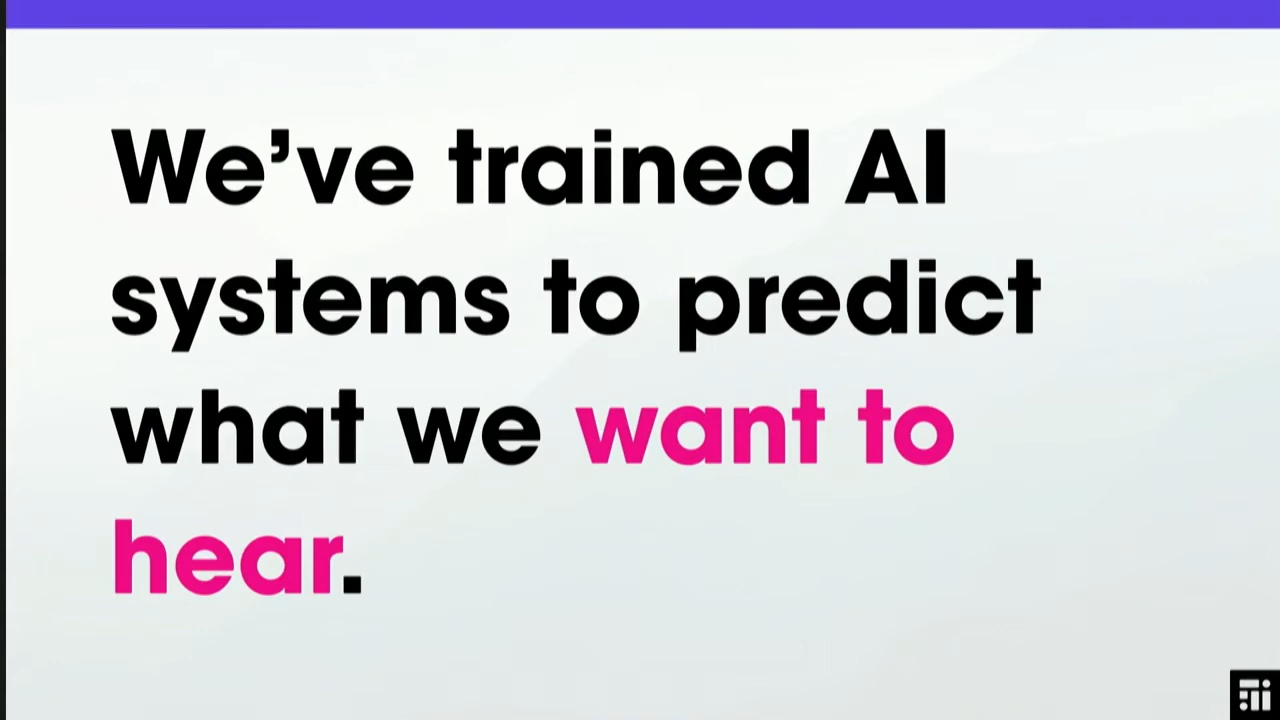 We’ve trained AI
systems to predict
what we want to
hear.